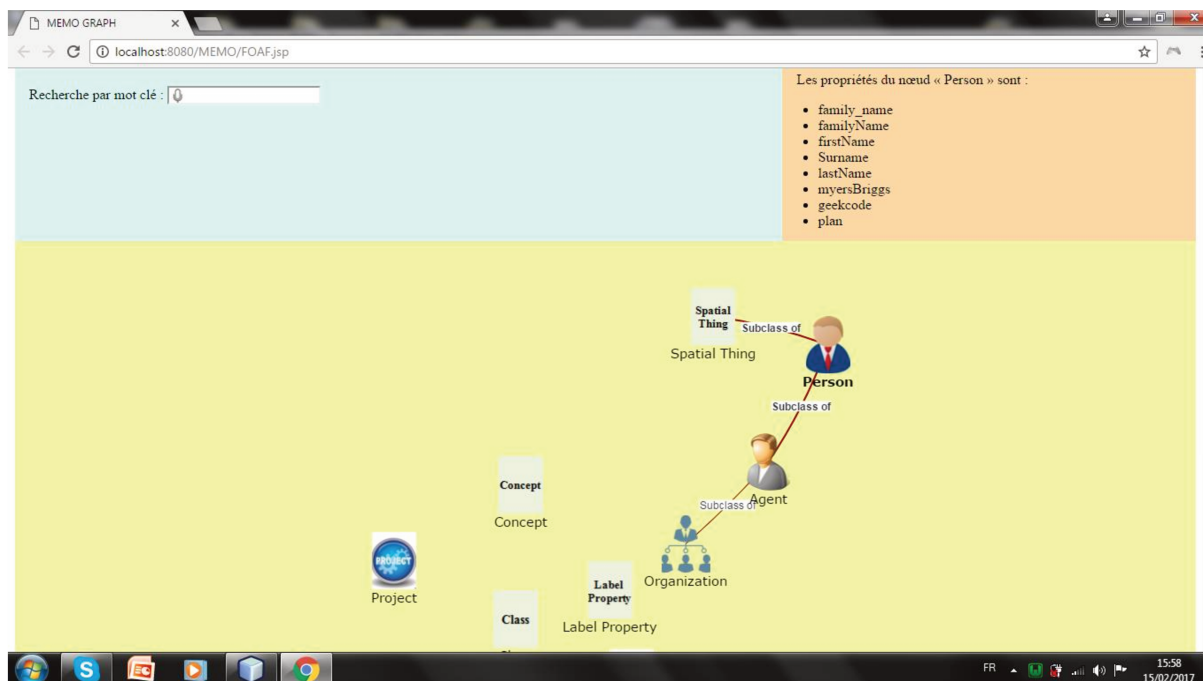 MEMO GRAPH
localhost:8080/MEMO/FOAF.jsp
Recherche par mot clé :
Les propriétés du nœud « Person » sont :
family_name
familyName
firstName
Surname
lastName
myersBriggs
geekcode
plan
Spatial
Thing
Subclass of
Spatial Thing
Person
Subclass of
Concept
Agent
Subclass of
Concept
PROJECT
Organization
Label
Property
Project
Class
Label Property
FR
15:58
15/02/2017